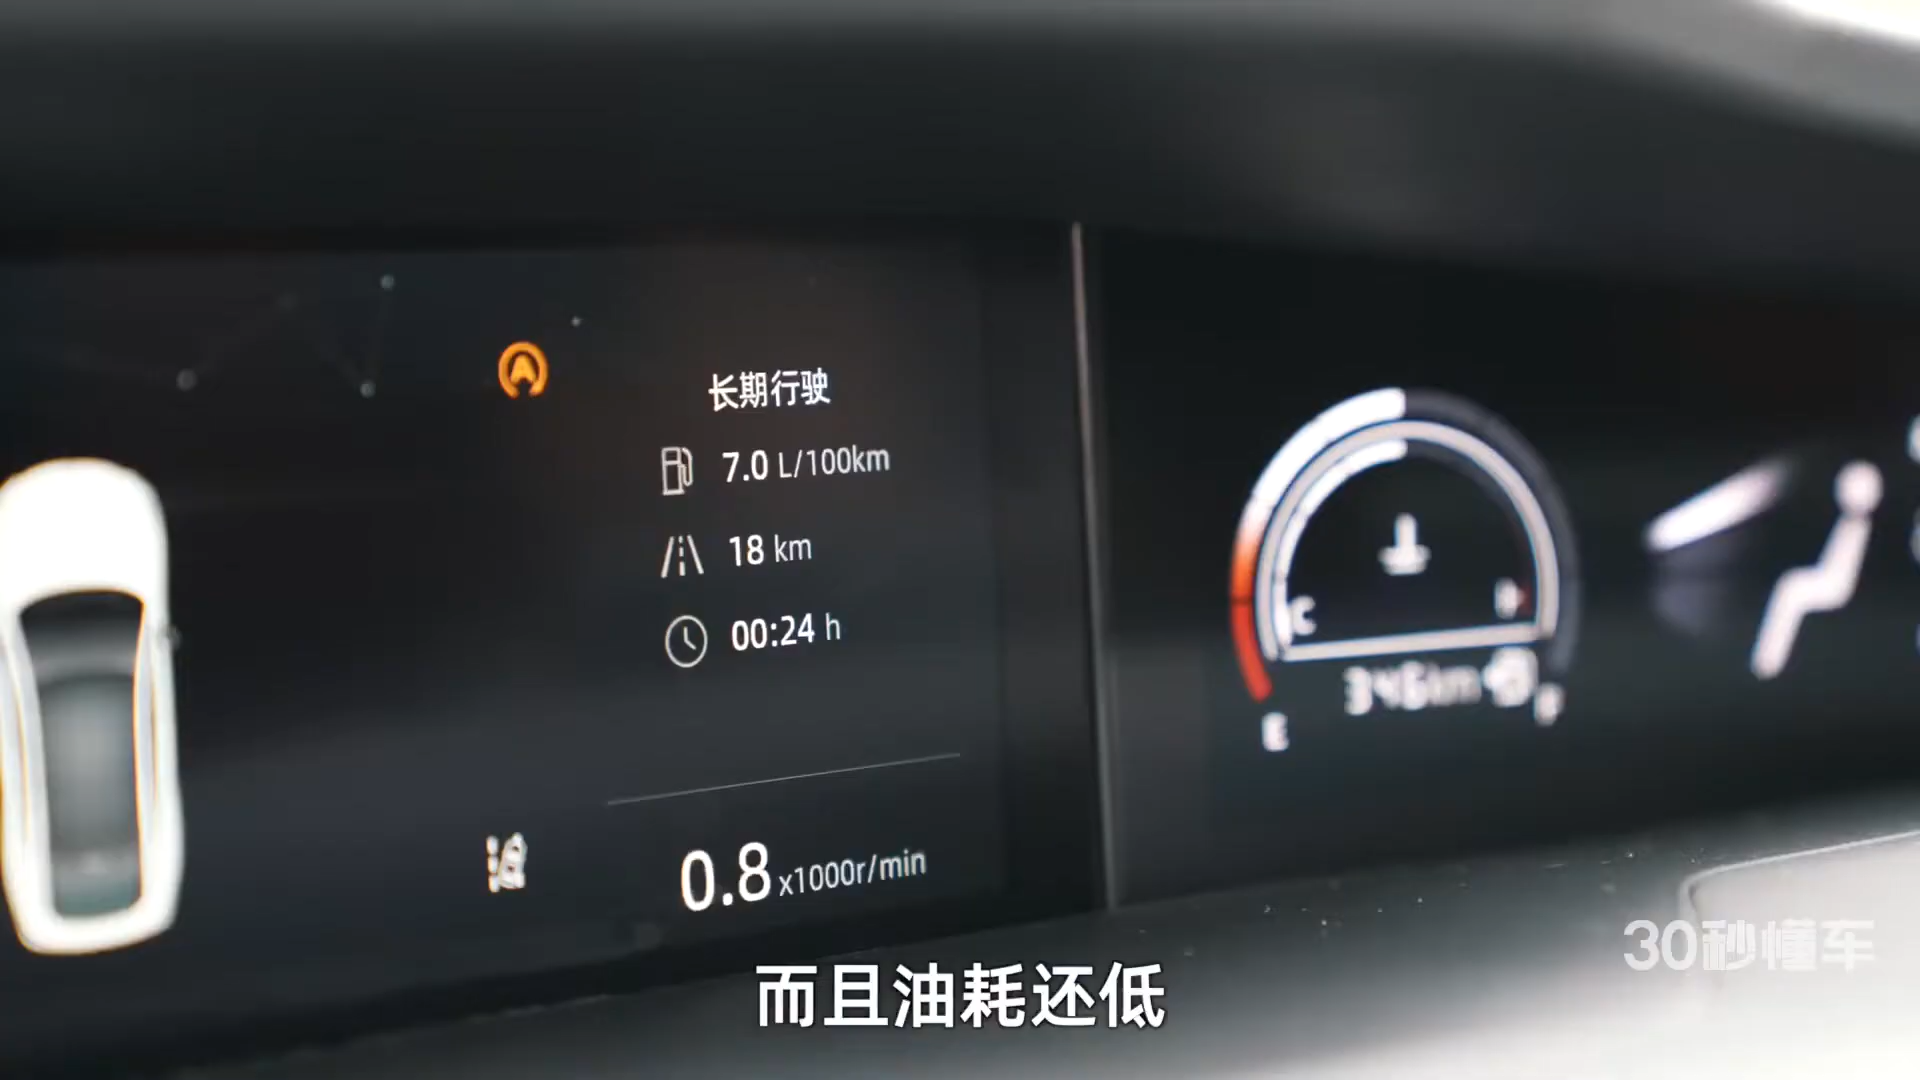 A
长期行驶
7.0 L/100km
18 km
00:24 h
0.8 x1000r/min
C
H
346km
E
F
30秒懂车
而且油耗还低